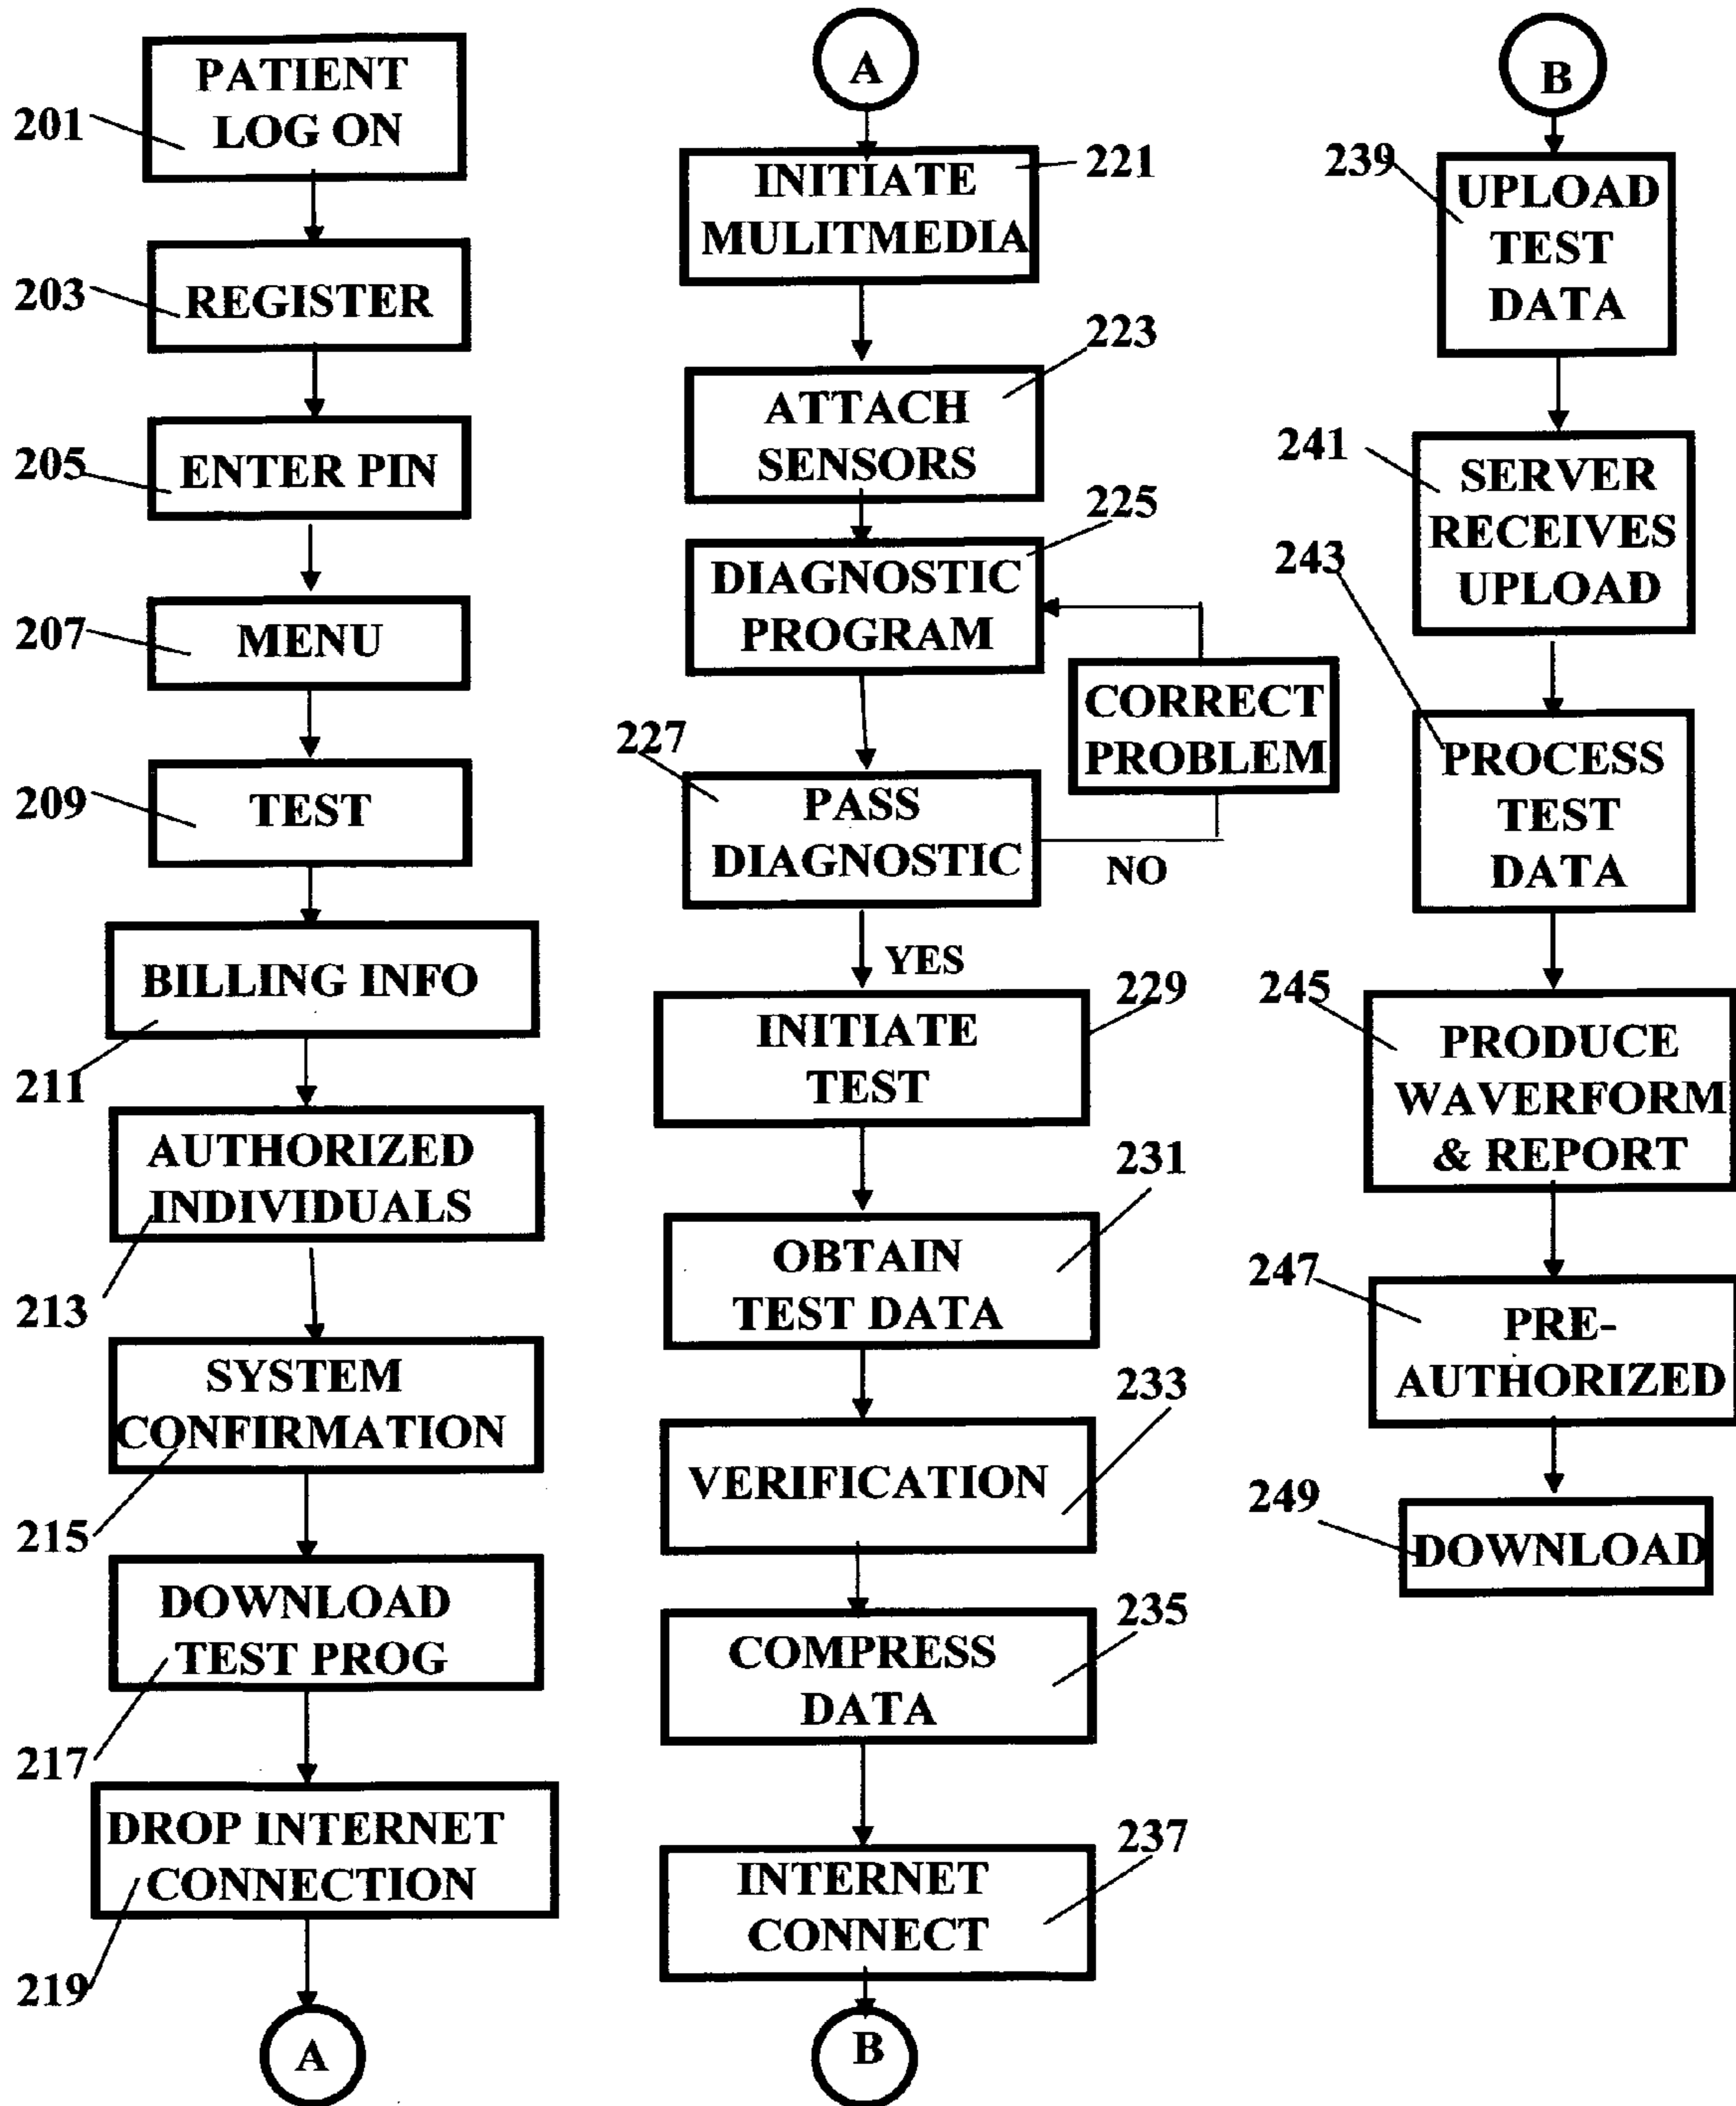 PATIENT
LOG ON
201
REGISTER
203
ENTER PIN
205
MENU
207
TEST
209
BILLING INFO
211
AUTHORIZED
INDIVIDUALS
213
SYSTEM
CONFIRMATION
215
DOWNLOAD
TEST PROG
217
DROP INTERNET
CONNECTION
219
A
A
INITIATE
MULITMEDIA
221
ATTACH
SENSORS
223
DIAGNOSTIC
PROGRAM
225
CORRECT
PROBLEM
PASS
DIAGNOSTIC
227
NO
YES
INITIATE
TEST
229
OBTAIN
TEST DATA
231
VERIFICATION
233
COMPRESS
DATA
235
INTERNET
CONNECT
237
B
B
UPLOAD
TEST
DATA
239
SERVER
RECEIVES
UPLOAD
241
PROCESS
TEST
DATA
243
PRODUCE
WAVERFORM
& REPORT
245
PRE-
AUTHORIZED
247
DOWNLOAD
249